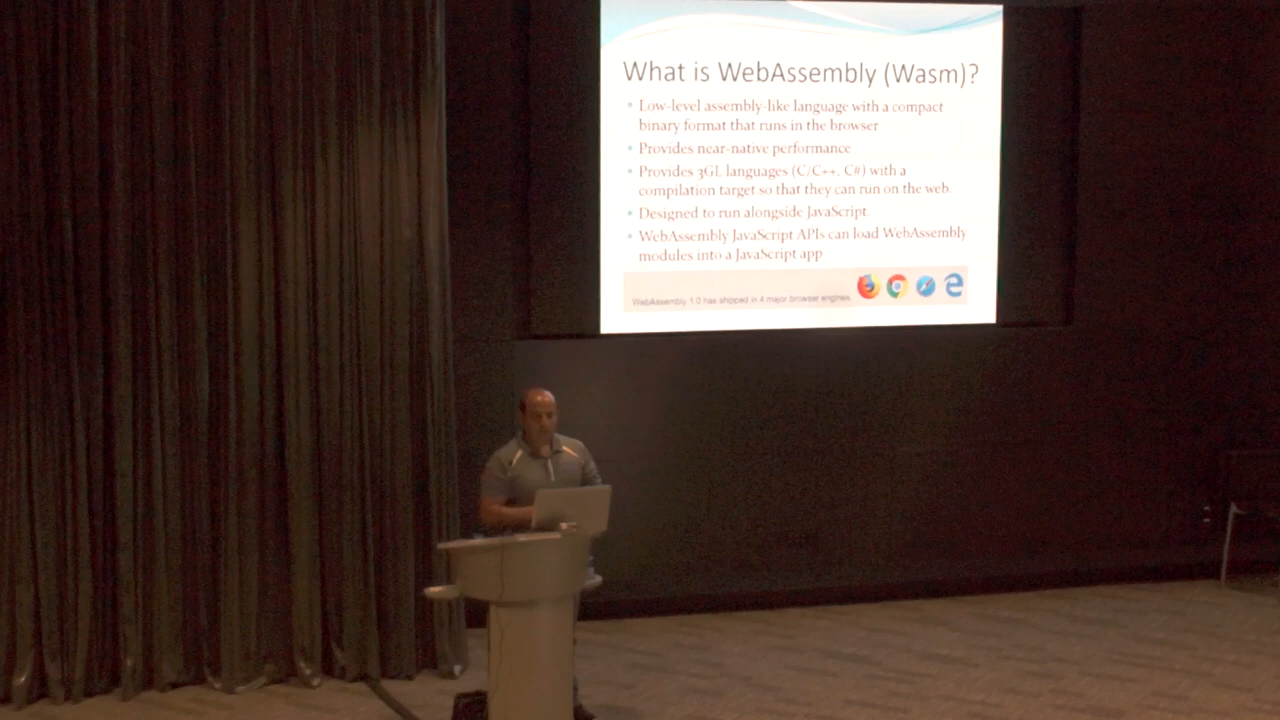 What is WebAssembly (Wasm)?
• Low-level assembly-like language with a compact
binary format that runs in the browser
• Provides near-native performance
• Provides 3GL languages (C/C++, C#) with a
compilation target so that they can run on the web.
• Designed to run alongside JavaScript.
• WebAssembly JavaScript APIs can load WebAssembly
modules into a JavaScript app
WebAssembly 1.0 has shipped in 4 major browser engines.